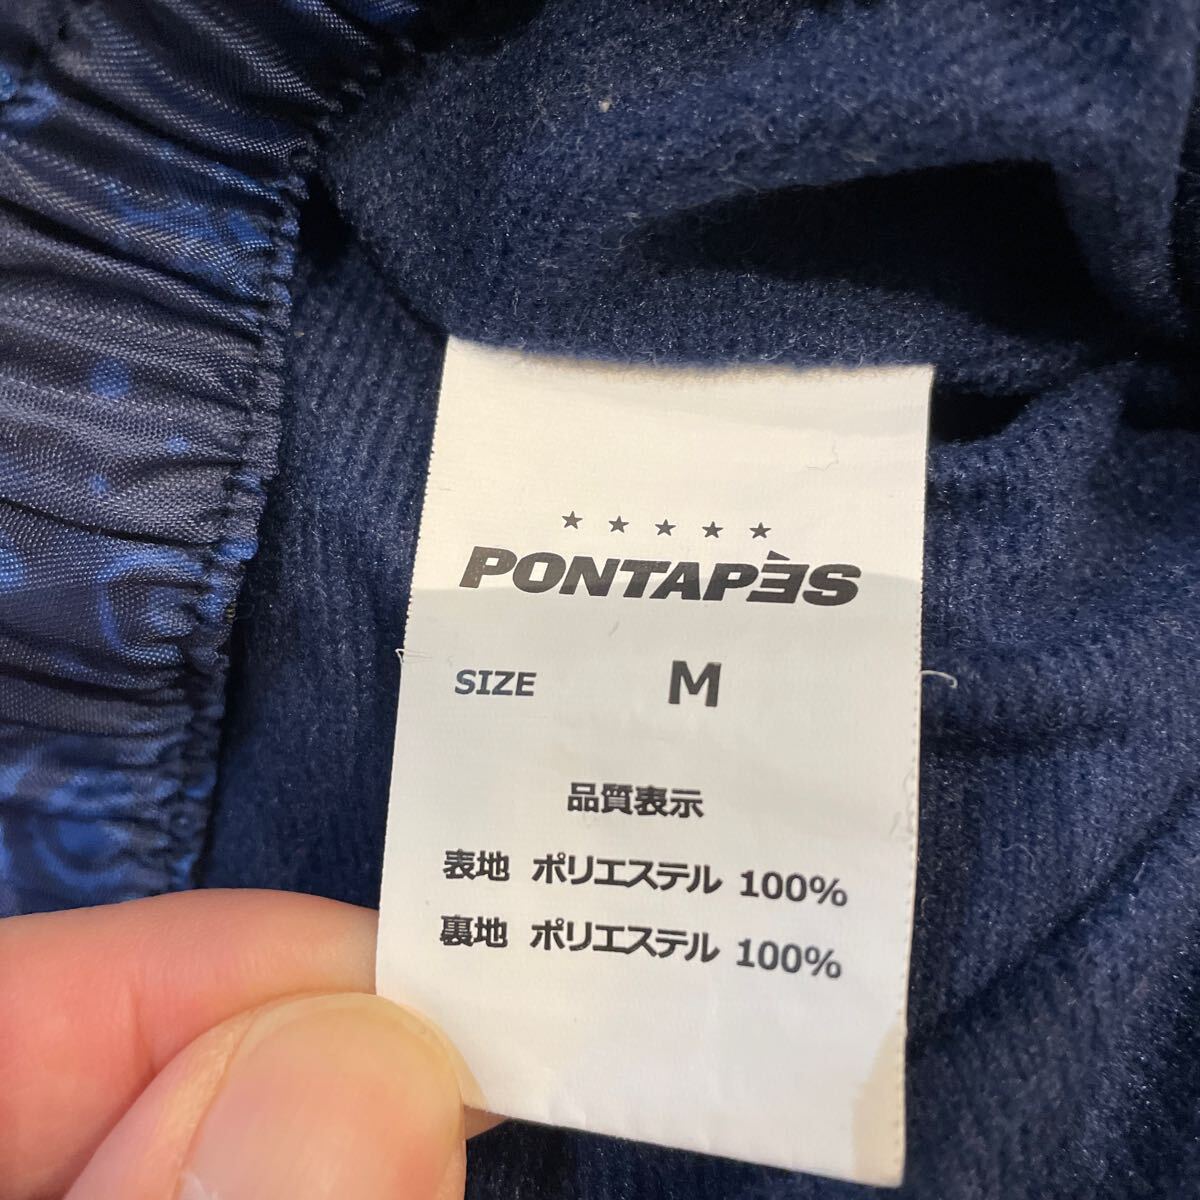 ★ ★ ★ ★ ★
PONTAPÈS
SIZE M
品質表示
表地 ポリエステル 100%
裏地 ポリエステル 100%